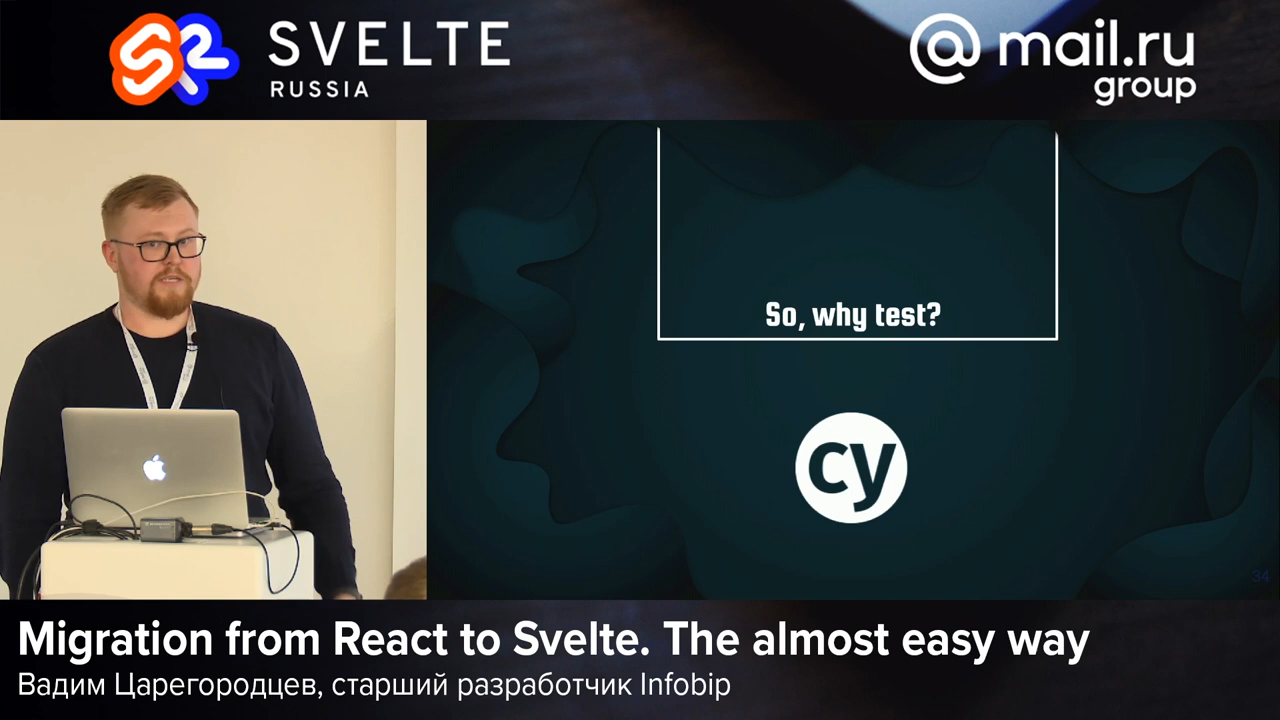 SVELTE
RUSSIA
@mail.ru
group
So, why test?
cy
34
Migration from React to Svelte. The almost easy way
Вадим Царегородцев, старший разработчик Infobip